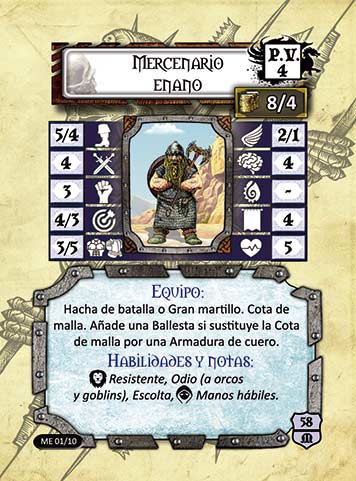 Mercenario
enano
P.V.
4
8/4
5/4
4
3
4/3
3/5
2/1
4
-
4
5
Equipo:
Hacha de batalla o Gran martillo. Cota de
malla. Añade una Ballesta si sustituye la Cota
de malla por una Armadura de cuero.
Habilidades y notas:
Resistente, Odio (a orcos
y goblins), Escolta, Manos hábiles.
ME 01/10
58
M